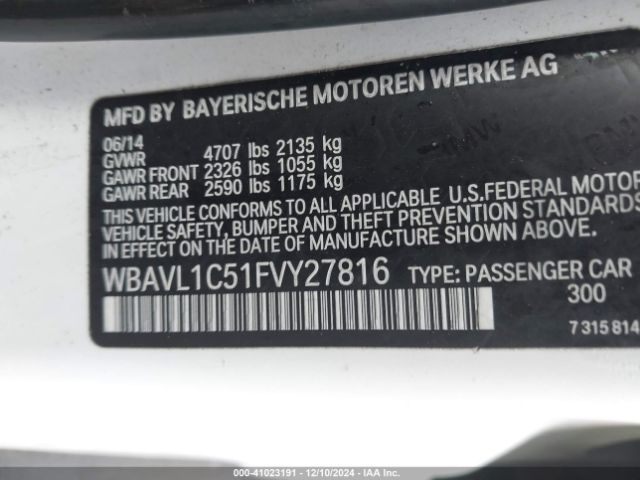 MFD BY BAYERISCHE MOTOREN WERKE AG
06/14
GVWR 4707 lbs 2135 kg
GAWR FRONT 2326 lbs 1055 kg
GAWR REAR 2590 lbs 1175 kg
THIS VEHICLE CONFORMS TO ALL APPLICABLE U.S.FEDERAL MOTOR
VEHICLE SAFETY, BUMPER AND THEFT PREVENTION STANDARDS
IN EFFECT ON THE DATE OF MANUFACTURE SHOWN ABOVE.
WBAVL1C51FVY27816 TYPE: PASSENGER CAR
300
7 315 814
000-41023191 - 12/10/2024 - IAAI.COM